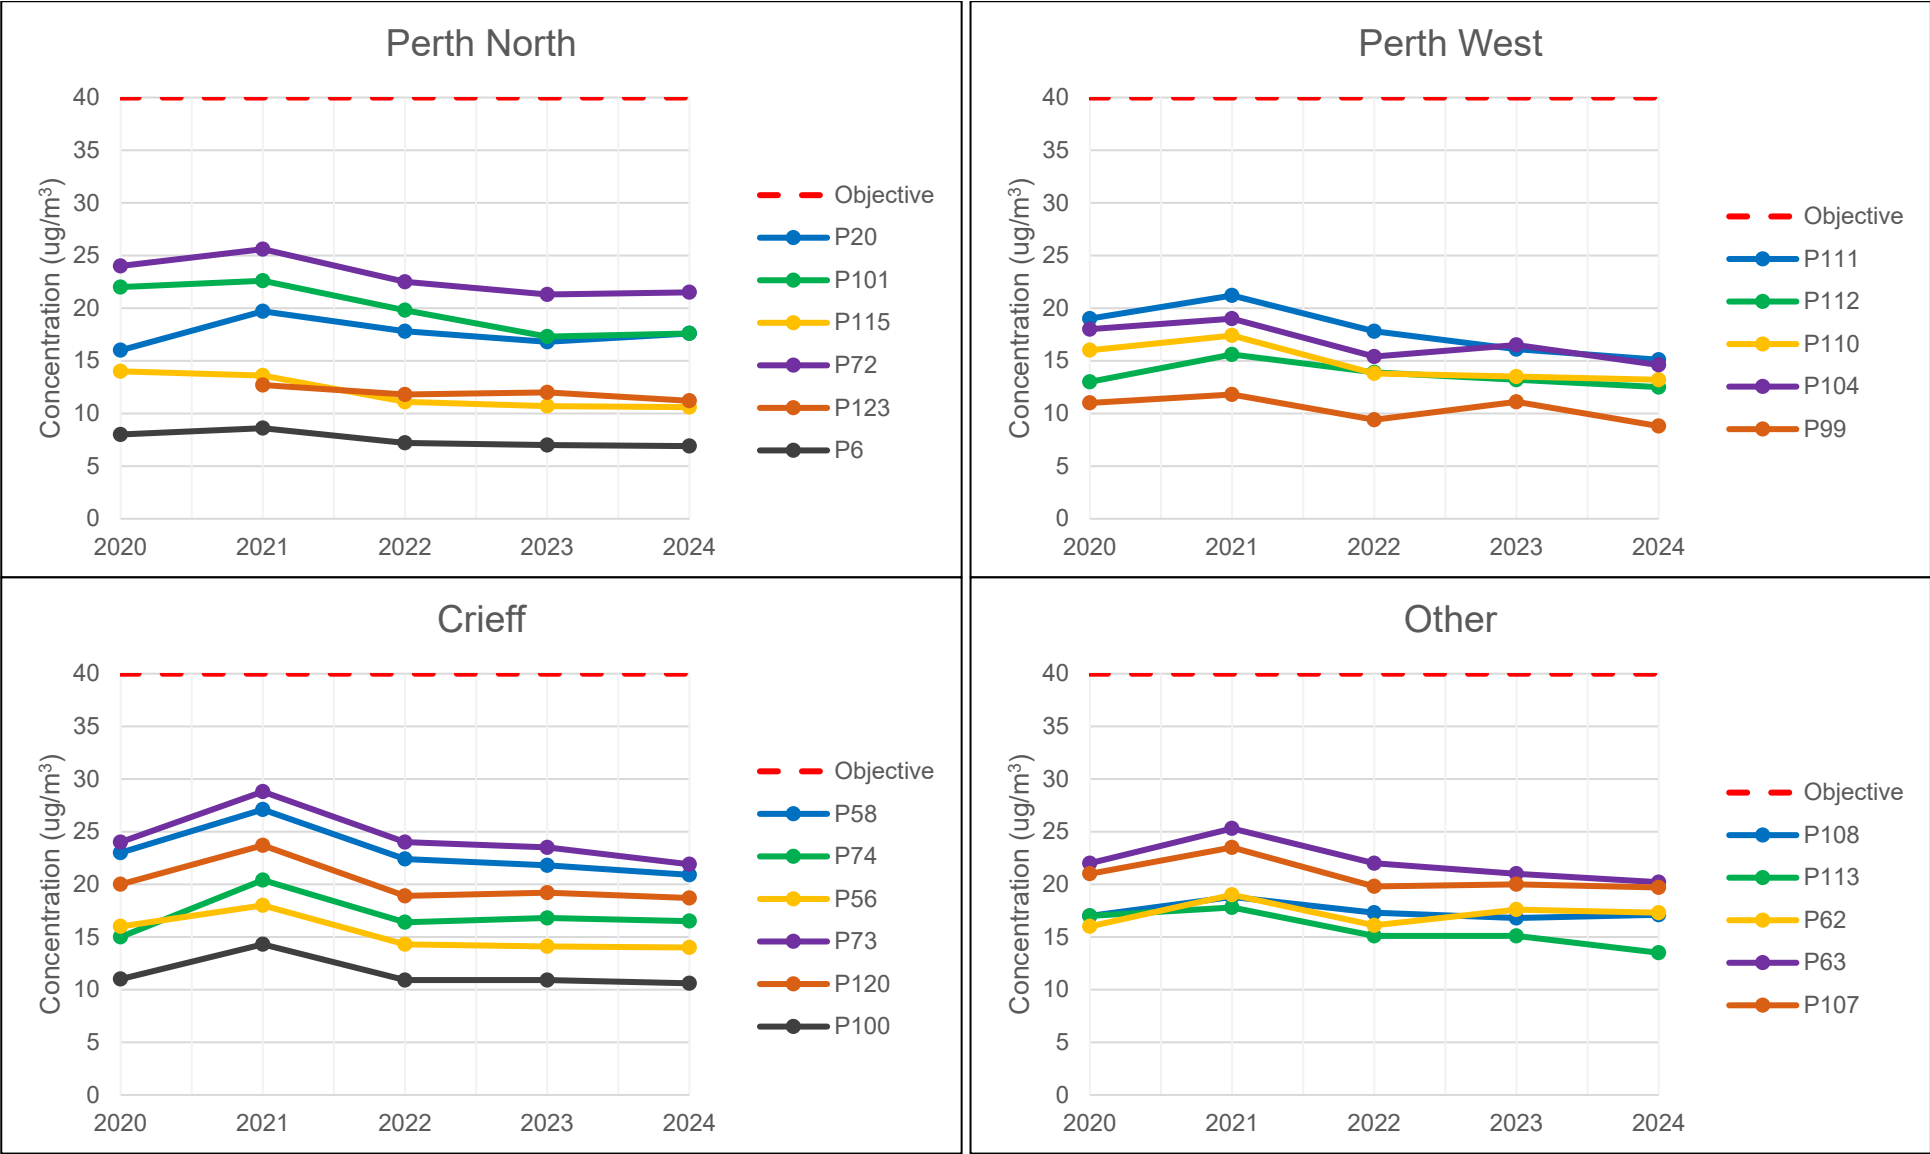 Perth North
Concentration (ug/m³)
40
35
30
25
20
15
10
5
0
2020 2021 2022 2023 2024
Objective
P20
P101
P115
P72
P123
P6
Perth West
Concentration (ug/m³)
40
35
30
25
20
15
10
5
0
2020 2021 2022 2023 2024
Objective
P111
P112
P110
P104
P99
Crieff
Concentration (ug/m³)
40
35
30
25
20
15
10
5
0
2020 2021 2022 2023 2024
Objective
P58
P74
P56
P73
P120
P100
Other
Concentration (ug/m³)
40
35
30
25
20
15
10
5
0
2020 2021 2022 2023 2024
Objective
P108
P113
P62
P63
P107